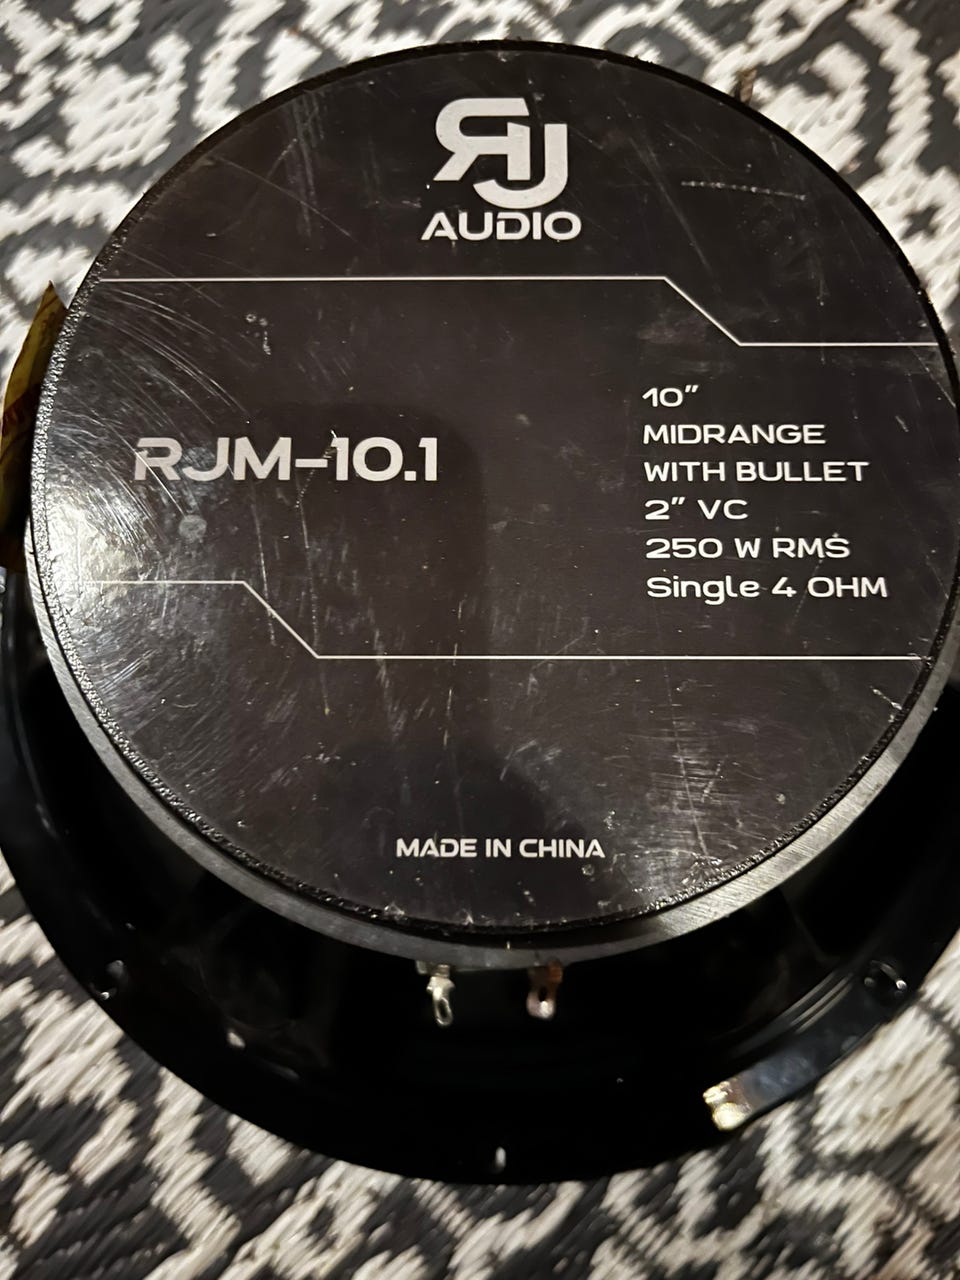 RJ
AUDIO
RJM-10.1
10"
MIDRANGE
WITH BULLET
2" VC
250 W RMS
Single 4 OHM
MADE IN CHINA